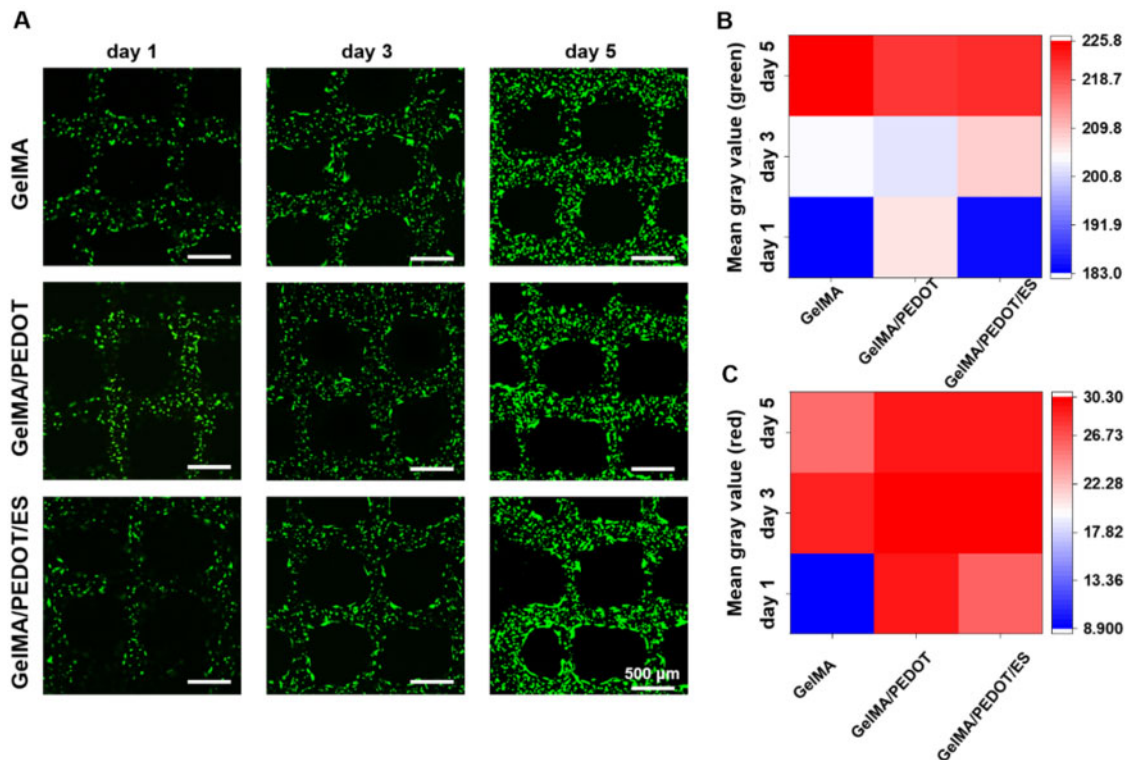 A
day 1
day 3
day 5
GelMA
GelMA/PEDOT
GelMA/PEDOT/ES
500 µm
B
Mean gray value (green)
day 5
day 3
day 1
225.8
218.7
209.8
200.8
191.9
183.0
GelMA
GelMA/PEDOT
GelMA/PEDOT/ES
C
Mean gray value (red)
day 5
day 3
day 1
30.30
26.73
22.28
17.82
13.36
8.900
GelMA
GelMA/PEDOT
GelMA/PEDOT/ES